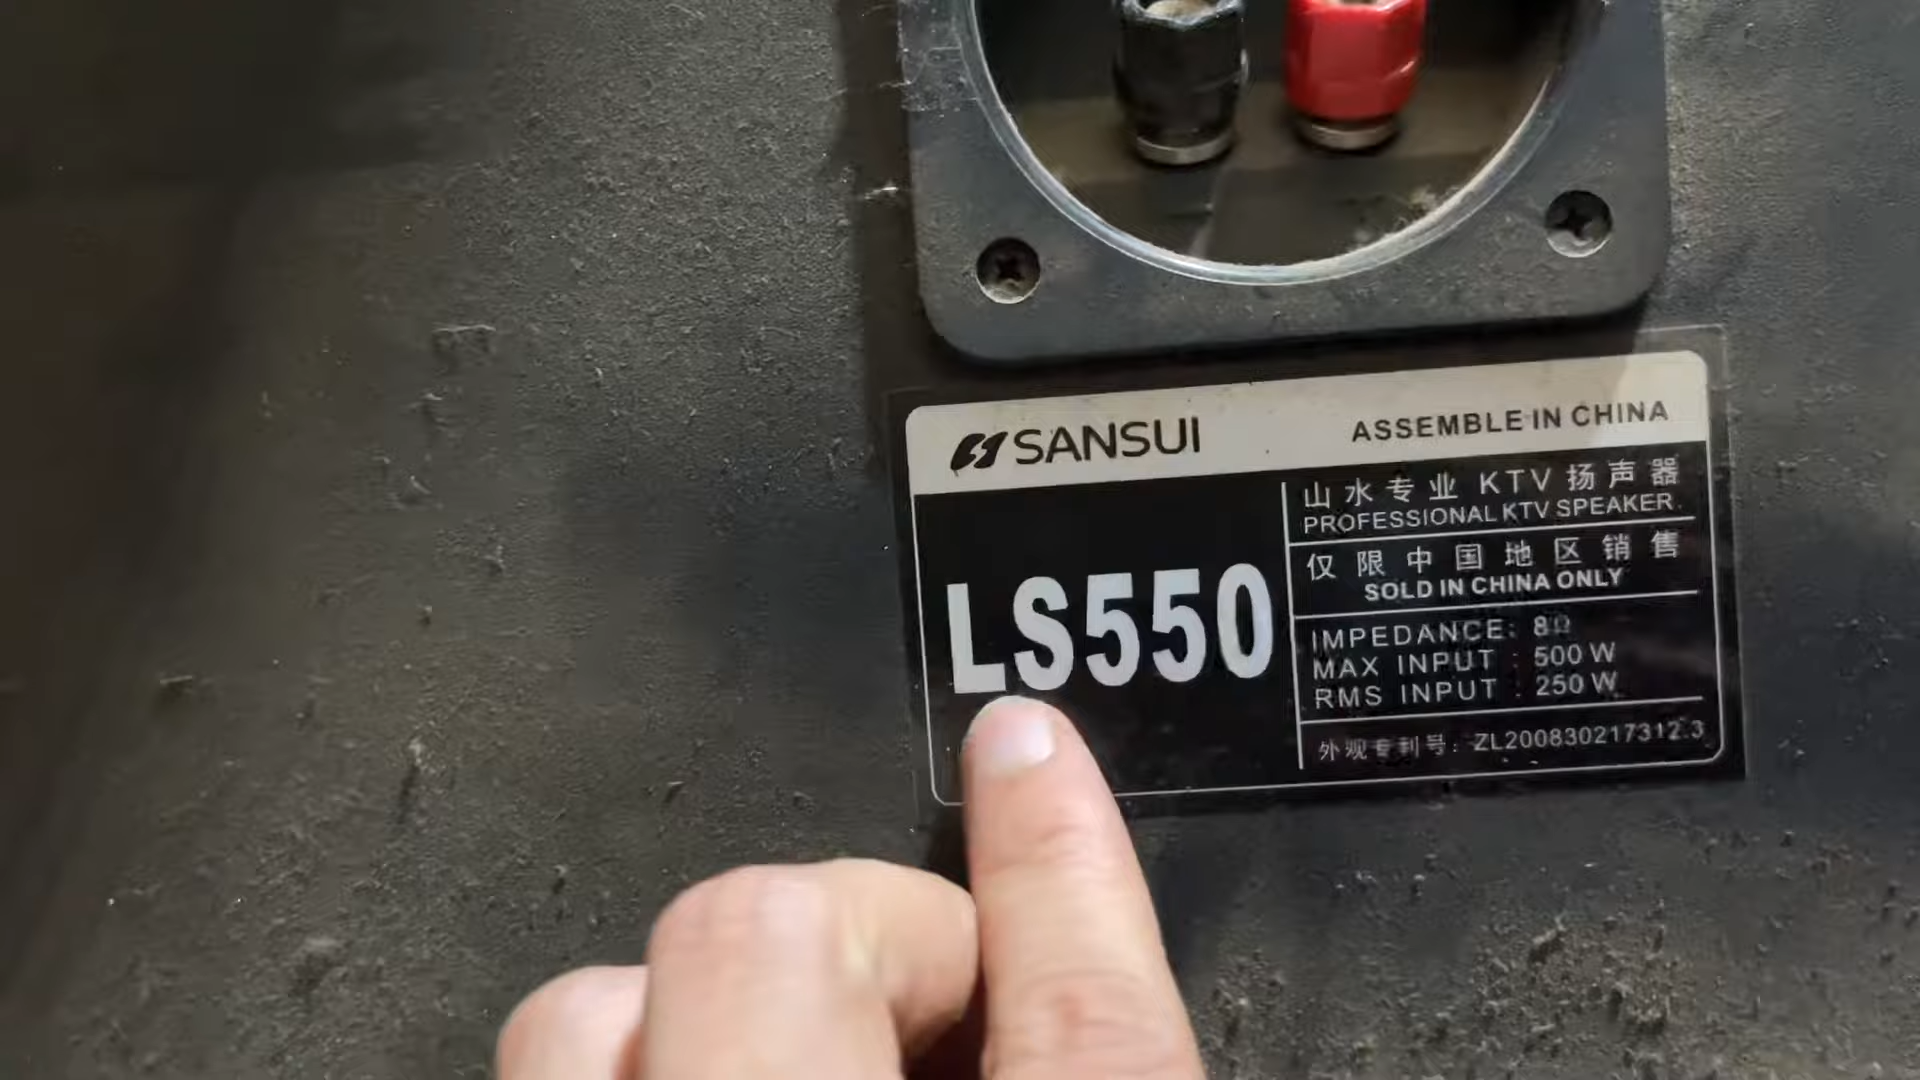 SANSUI
ASSEMBLE IN CHINA
LS550
山水专业 KTV 扬声器
PROFESSIONAL KTV SPEAKER
仅限中国地区销售
SOLD IN CHINA ONLY
IMPEDANCE: 8Ω
MAX INPUT : 500 W
RMS INPUT : 250 W
外观专利号: ZL200830217312.3